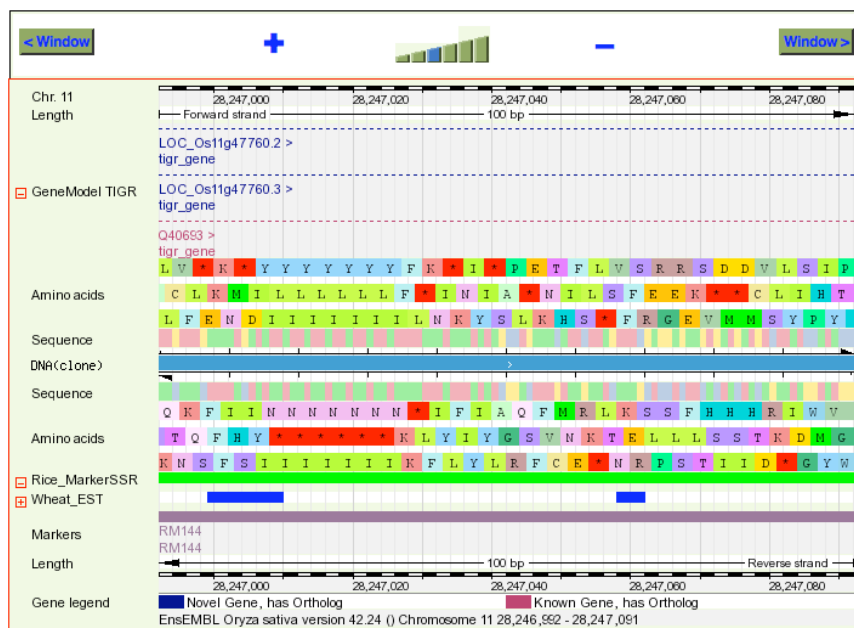 < Window + − Window >
Chr. 11
28,247,000 28,247,020 28,247,040 28,247,060 28,247,080
Length Forward strand 100 bp
LOC_Os11g47760.2 >
tigr_gene
GeneModel TIGR LOC_Os11g47760.3 >
tigr_gene
Q40693 >
tigr_gene
L V * K * Y Y Y Y Y Y F K * I * P E T F L V S R R S D D V L S I P
Amino acids C L K M I L L L L L L F * I N I A * N I L S F E E K * * C L I H T
L F E N D I I I I I I L N K Y S L K H S * F R G E V M M S Y P Y
Sequence
DNA(clone)
Sequence
Q K F I I N N N N N N * I F I A Q F M R L K S S F H H H R I W V
Amino acids T Q F H Y * * * * * * K L Y I Y G S V N K T E L L L S S T K D M G
K N S F S I I I I I I K F L Y L R F C E * N R P S T I I D * G Y W
Rice_MarkerSSR
Wheat_EST
Markers RM144
RM144
Length 100 bp Reverse strand
28,247,000 28,247,020 28,247,040 28,247,060 28,247,080
Gene legend Novel Gene, has Ortholog Known Gene, has Ortholog
EnsEMBL Oryza sativa version 42.24 () Chromosome 11 28,246,992 - 28,247,091